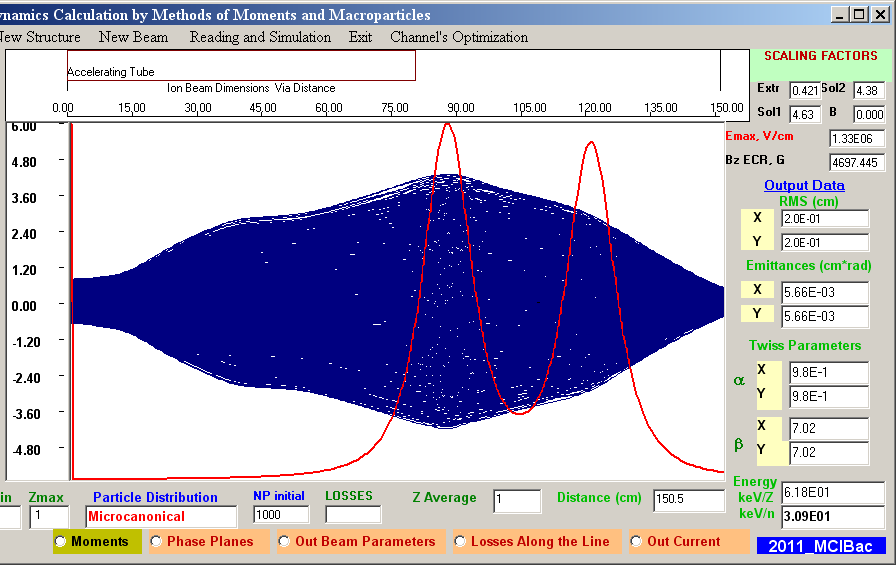 ynamics Calculation by Methods of Moments and Macroparticles
New Structure New Beam Reading and Simulation Exit Channel's Optimization
Accelerating Tube
Ion Beam Dimensions Via Distance
0.00 15.00 30.00 45.00 60.00 75.00 90.00 105.00 120.00 135.00 150.00
6.00
4.80
3.60
2.40
1.20
0.00
-1.20
-2.40
-3.60
-4.80
SCALING FACTORS
Extr 0.421 Sol2 4.38
Sol1 4.63 B 0.000
Emax, V/cm 1.33E06
Bz ECR, G 4697.445
Output Data
RMS (cm)
X 2.0E-01
Y 2.0E-01
Emittances (cm*rad)
X 5.66E-03
Y 5.66E-03
Twiss Parameters
α X 9.8E-1
Y 9.8E-1
β X 7.02
Y 7.02
Energy
keV/Z 6.18E01
keV/n 3.09E01
in Zmax Particle Distribution NP initial LOSSES Z Average 1 Distance (cm) 150.5
1 Microcanonical 1000
Moments Phase Planes Out Beam Parameters Losses Along the Line Out Current 2011_MCIBac